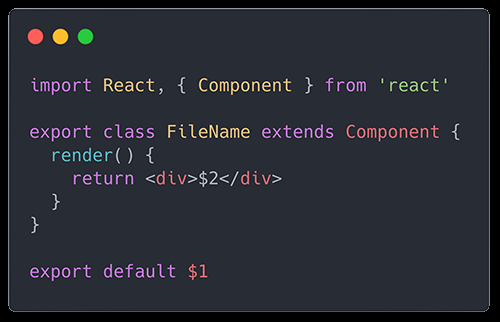 import React, { Component } from 'react'
export class FileName extends Component {
render() {
return <div>$2</div>
}
}
export default $1